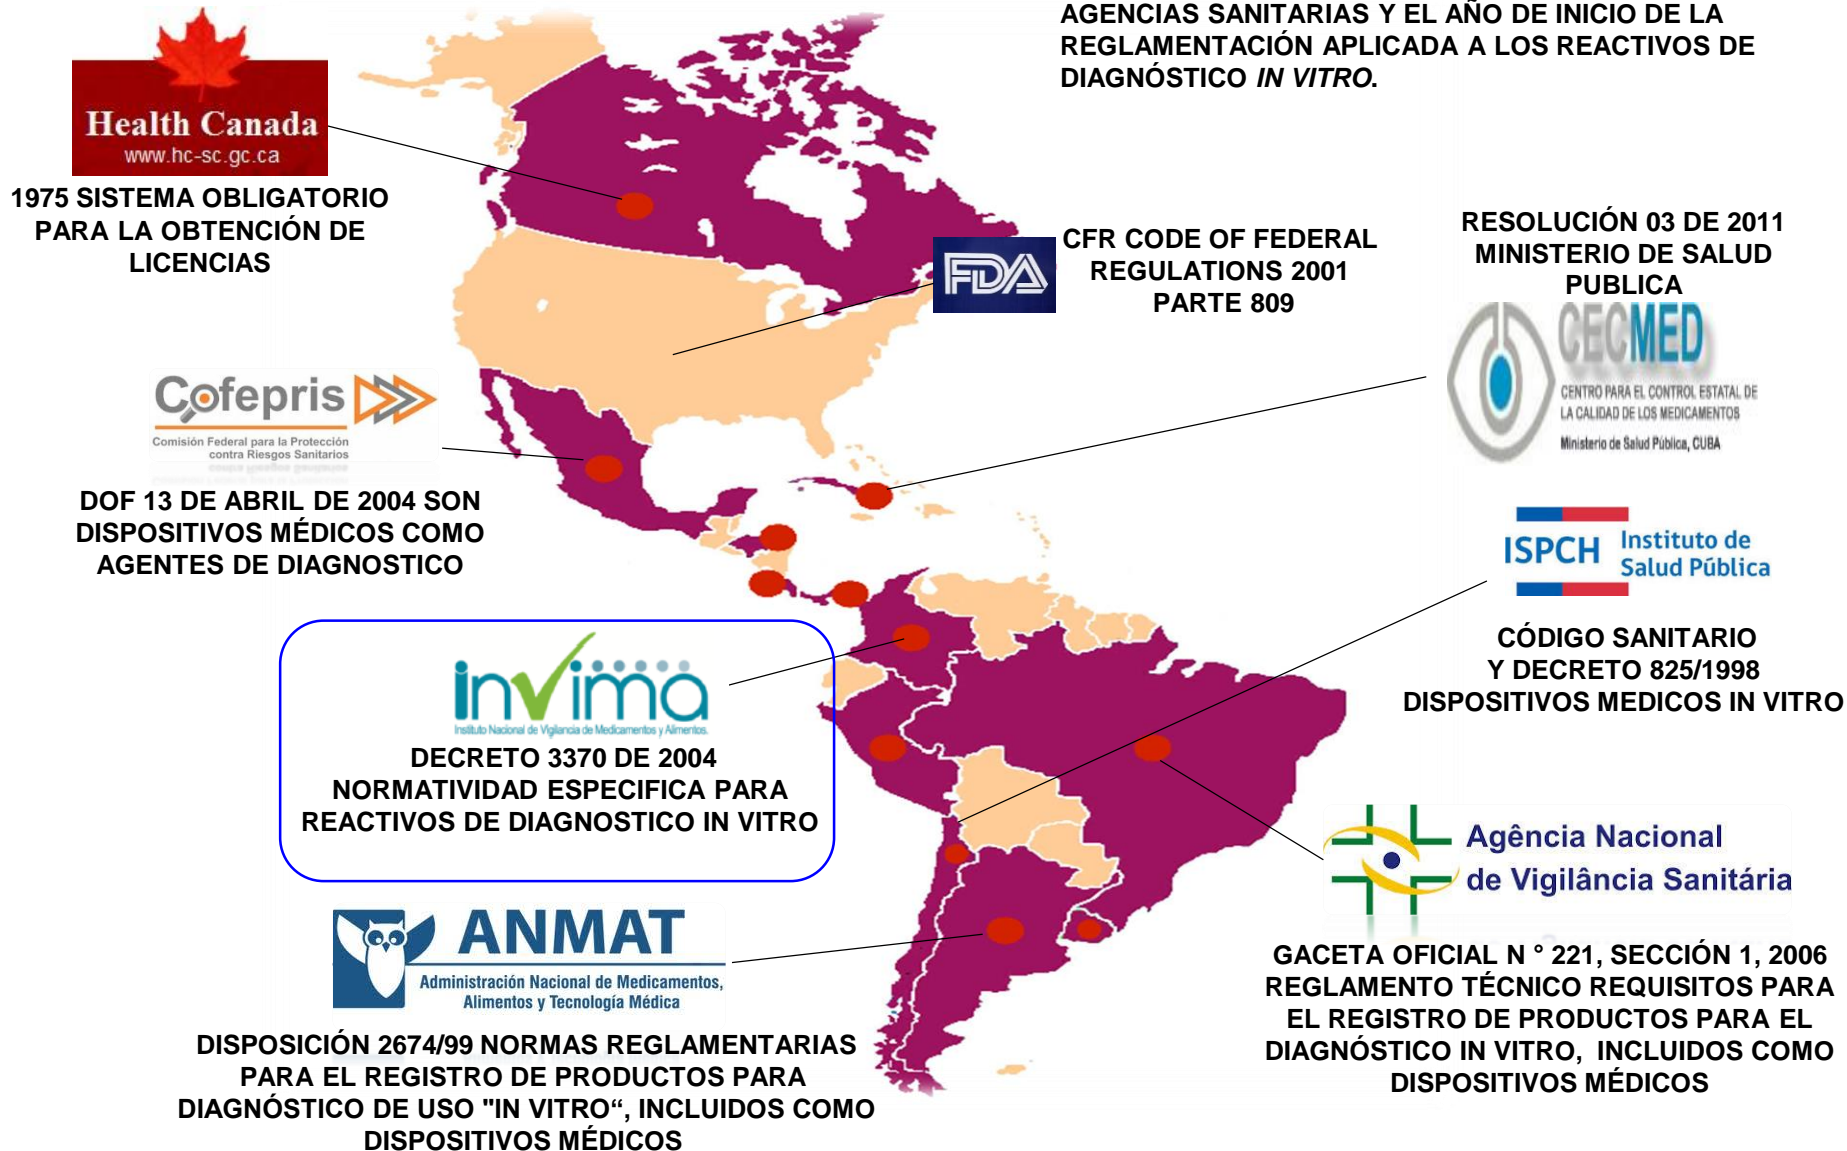 AGENCIAS SANITARIAS Y EL AÑO DE INICIO DE LA
REGLAMENTACIÓN APLICADA A LOS REACTIVOS DE
DIAGNÓSTICO IN VITRO.
Health Canada
www.hc-sc.gc.ca
1975 SISTEMA OBLIGATORIO
PARA LA OBTENCIÓN DE
LICENCIAS
FDA
CFR CODE OF FEDERAL
REGULATIONS 2001
PARTE 809
RESOLUCIÓN 03 DE 2011
MINISTERIO DE SALUD
PUBLICA
CECMED
CENTRO PARA EL CONTROL ESTATAL DE
LA CALIDAD DE LOS MEDICAMENTOS
Ministerio de Salud Pública, CUBA
Cofepris
Comisión Federal para la Protección
contra Riesgos Sanitarios
DOF 13 DE ABRIL DE 2004 SON
DISPOSITIVOS MÉDICOS COMO
AGENTES DE DIAGNOSTICO
ISPCH
Instituto de
Salud Pública
CÓDIGO SANITARIO
Y DECRETO 825/1998
DISPOSITIVOS MEDICOS IN VITRO
invima
Instituto Nacional de Vigilancia de Medicamentos y Alimentos.
DECRETO 3370 DE 2004
NORMATIVIDAD ESPECIFICA PARA
REACTIVOS DE DIAGNOSTICO IN VITRO
Agência Nacional
de Vigilância Sanitária
GACETA OFICIAL N ° 221, SECCIÓN 1, 2006
REGLAMENTO TÉCNICO REQUISITOS PARA
EL REGISTRO DE PRODUCTOS PARA EL
DIAGNÓSTICO IN VITRO, INCLUIDOS COMO
DISPOSITIVOS MÉDICOS
ANMAT
Administración Nacional de Medicamentos,
Alimentos y Tecnología Médica
DISPOSICIÓN 2674/99 NORMAS REGLAMENTARIAS
PARA EL REGISTRO DE PRODUCTOS PARA
DIAGNÓSTICO DE USO "IN VITRO“, INCLUIDOS COMO
DISPOSITIVOS MÉDICOS